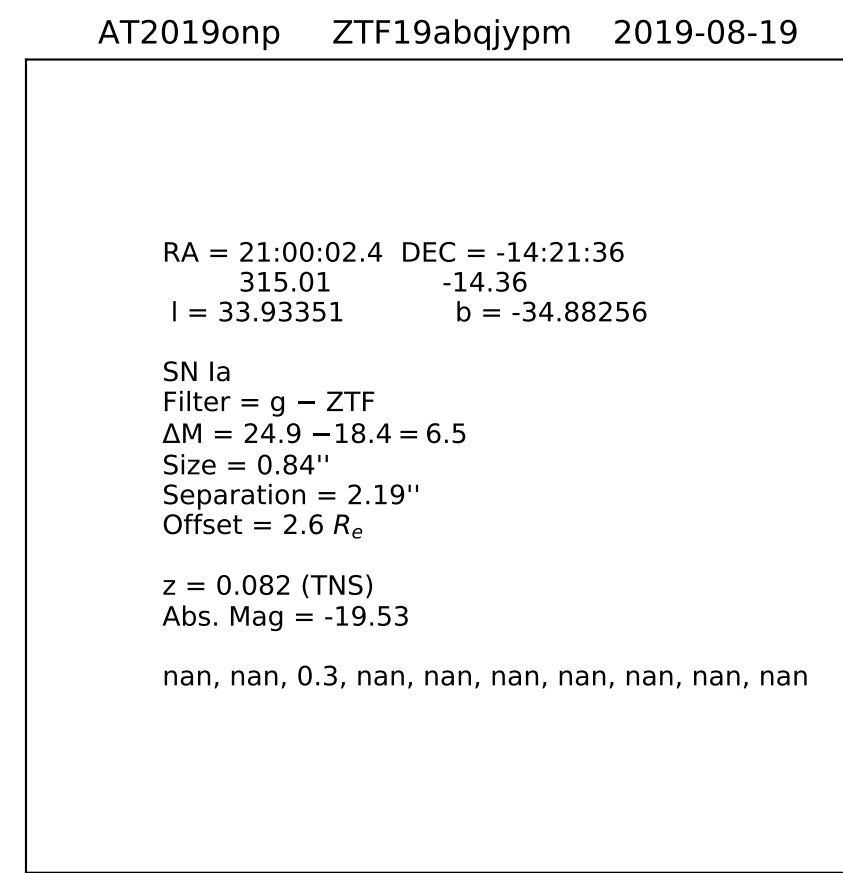 AT2019onp ZTF19abqjypm 2019-08-19
RA = 21:00:02.4 DEC = -14:21:36
315.01 -14.36
l = 33.93351 b = -34.88256
SN Ia
Filter = g − ZTF
ΔM = 24.9 −18.4 = 6.5
Size = 0.84''
Separation = 2.19''
Offset = 2.6 Re
z = 0.082 (TNS)
Abs. Mag = -19.53
nan, nan, 0.3, nan, nan, nan, nan, nan, nan, nan